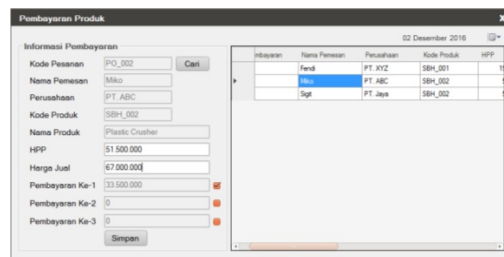 Pembayaran Produk X
02 Desember 2016
Informasi Pembayaran
Kode Pesanan PO_002 Cari
Nama Pemesan Miko
Perusahaan PT. ABC
Kode Produk SBH_002
Nama Produk Plastic Crusher
HPP 51.500.000
Harga Jual 67.000.000
Pembayaran Ke-1 33.500.000
Pembayaran Ke-2 0
Pembayaran Ke-3 0
Simpan
mbayaran Nama Pemesan Perusahaan Kode Produk HPP
Fendi PT. XYZ SBH_001
Miko PT. ABC SBH_002
Sigit PT. Jaya SBH_002